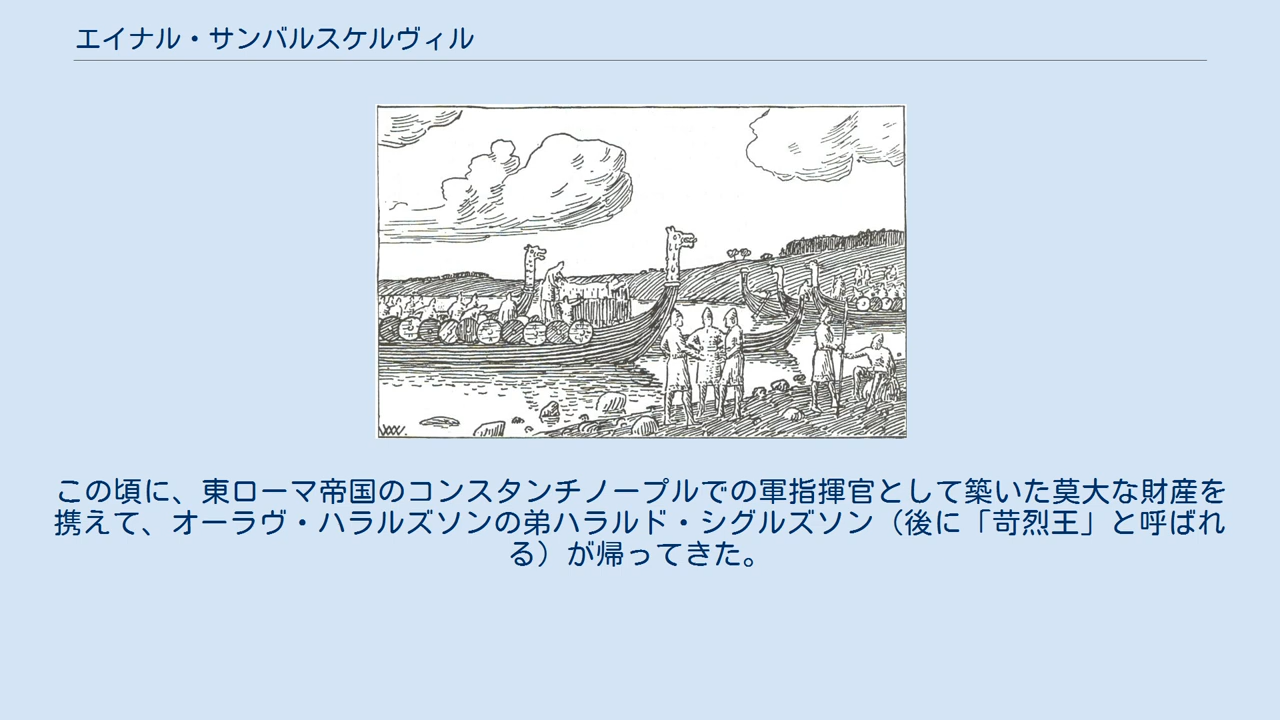 エイナル・サンバルスケルヴィル
この頃に、東ローマ帝国のコンスタンチノープルでの軍指揮官として築いた莫大な財産を
携えて、オーラヴ・ハラルズソンの弟ハラルド・シグルズソン（後に「苛烈王」と呼ばれ
る）が帰ってきた。